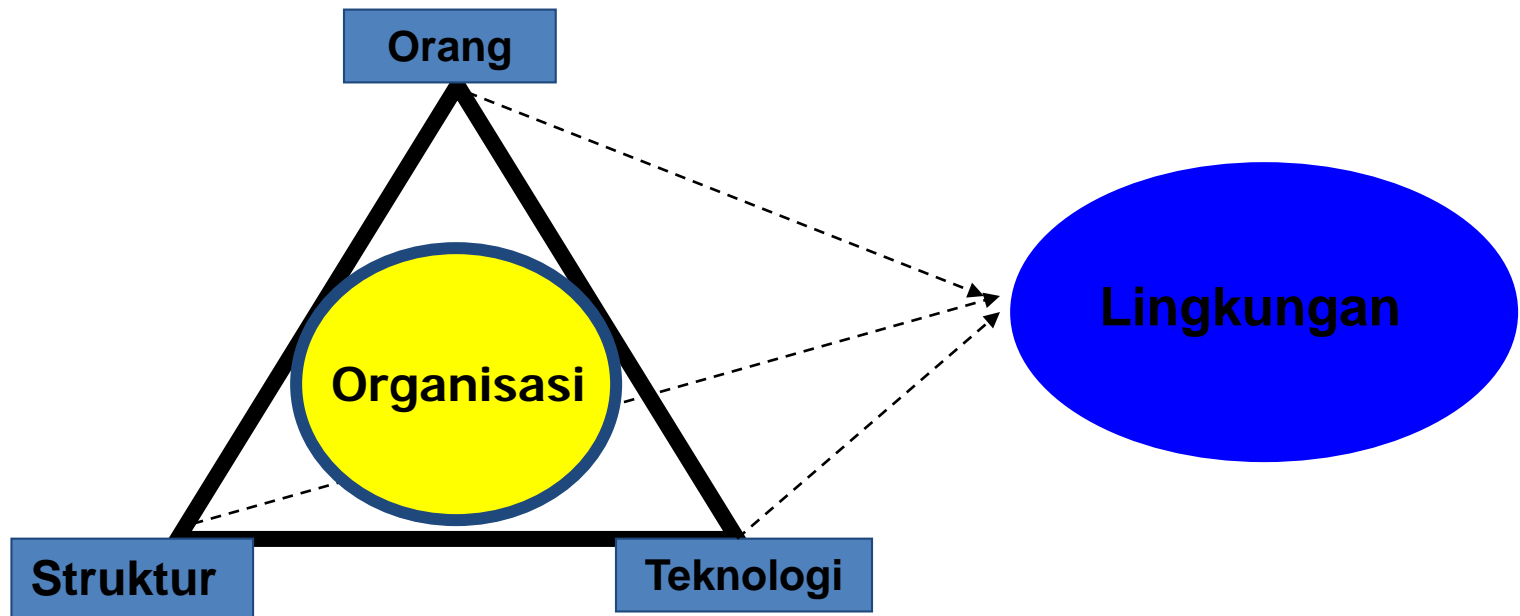 Orang
Lingkungan
Organisasi
Struktur
Teknologi